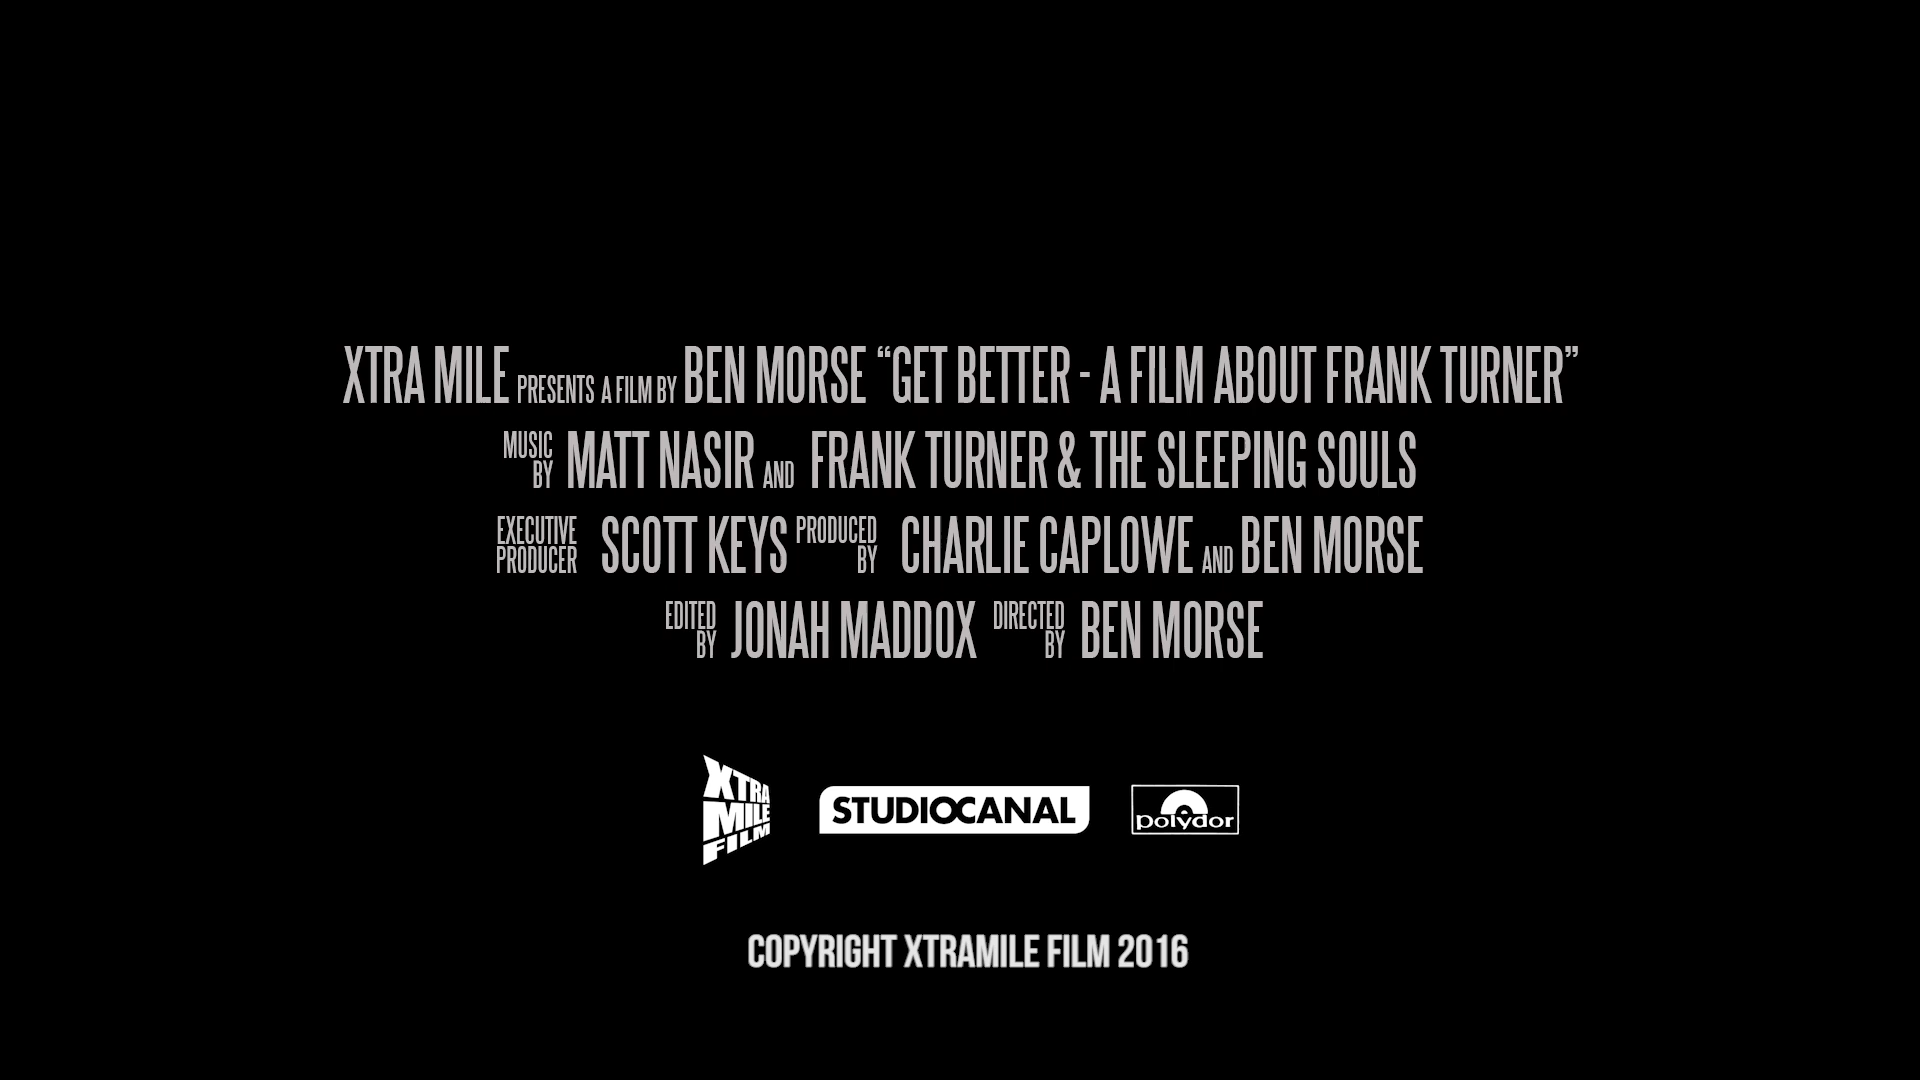 XTRA MILE PRESENTS A FILM BY BEN MORSE “GET BETTER - A FILM ABOUT FRANK TURNER”
MUSIC BY MATT NASIR AND FRANK TURNER & THE SLEEPING SOULS
EXECUTIVE PRODUCER SCOTT KEYS PRODUCED BY CHARLIE CAPLOWE AND BEN MORSE
EDITED BY JONAH MADDOX DIRECTED BY BEN MORSE
XTRA
MILE
FILM
STUDIOCANAL
polydor
COPYRIGHT XTRAMILE FILM 2016